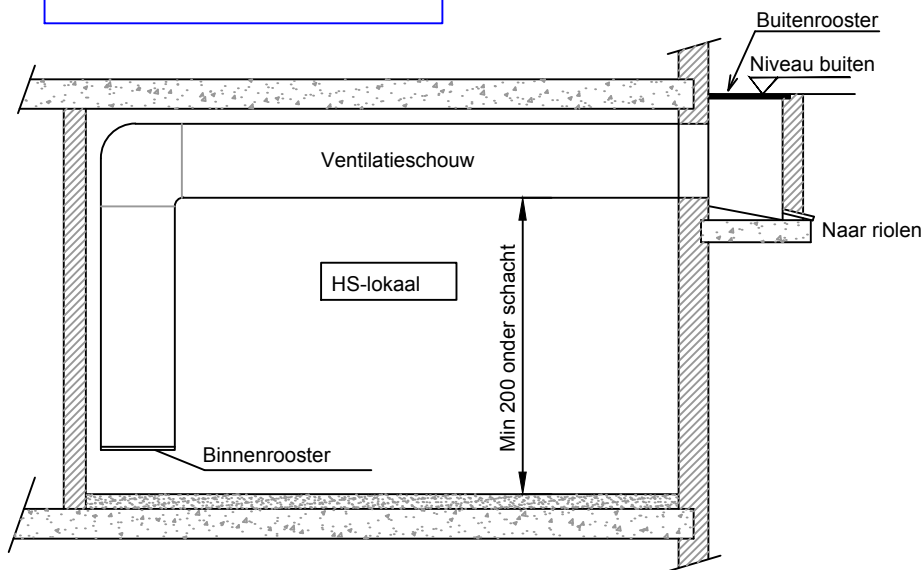 Buitenrooster
Niveau buiten
Ventilatieschouw
Naar riolen
HS-lokaal
Min 200 onder schacht
Binnenrooster